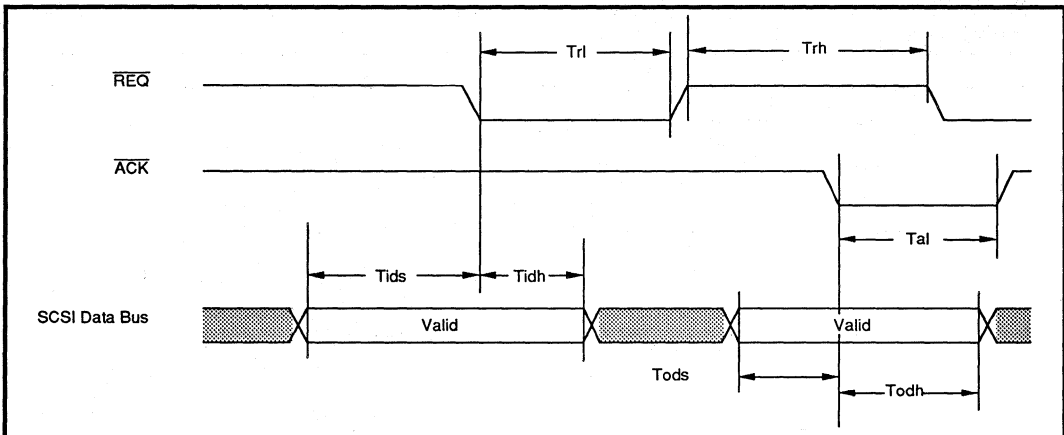 Trl
Trh
REQ
ACK
Tal
Tids
Tidh
SCSI Data Bus
Valid
Valid
Tods
Todh